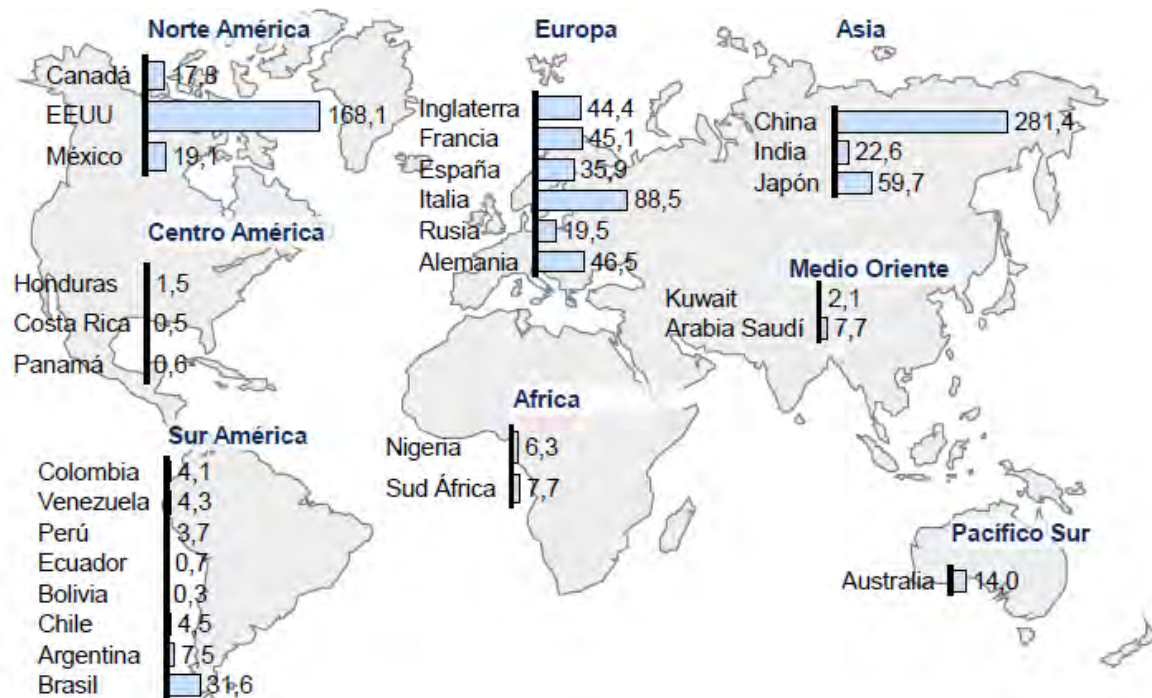 Norte América
Canadá 17,8
EEUU 168,1
México 19,1
Centro América
Honduras 1,5
Costa Rica 0,5
Panamá 0,6
Sur América
Colombia 4,1
Venezuela 4,3
Perú 3,7
Ecuador 0,7
Bolivia 0,3
Chile 4,5
Argentina 7,5
Brasil 31,6
Europa
Inglaterra 44,4
Francia 45,1
España 35,9
Italia 88,5
Rusia 19,5
Alemania 46,5
Africa
Nigeria 6,3
Sud África 7,7
Asia
China 281,4
India 22,6
Japón 59,7
Medio Oriente
Kuwait 2,1
Arabia Saudí 7,7
Pacífico Sur
Australia 14,0